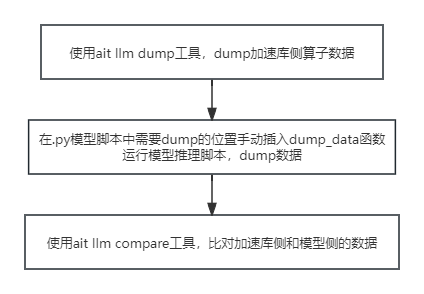 使用ait llm dump工具，dump加速库侧算子数据
在.py模型脚本中需要dump的位置手动插入dump_data函数
运行模型推理脚本，dump数据
使用ait llm compare工具，比对加速库侧和模型侧的数据